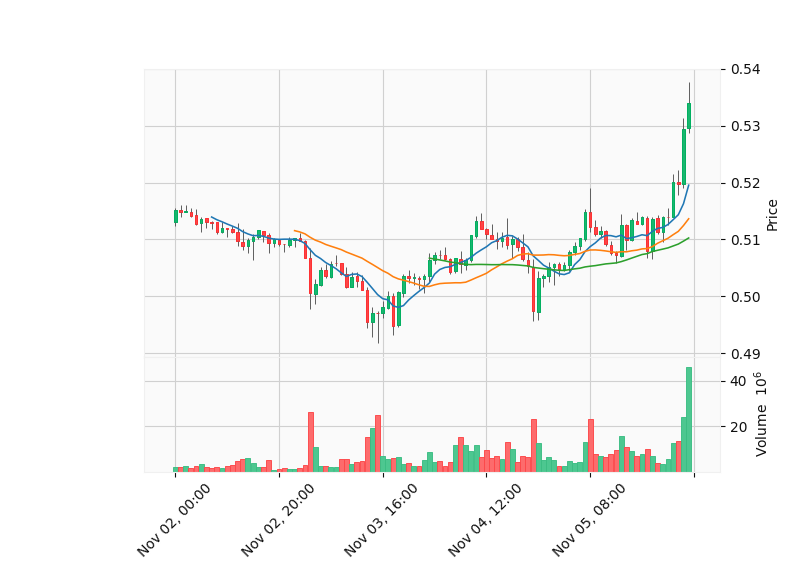 0.54
0.53
0.52
0.51
0.50
0.49
Price
40
20
Volume 10^6
Nov 02, 00:00
Nov 02, 20:00
Nov 03, 16:00
Nov 04, 12:00
Nov 05, 08:00